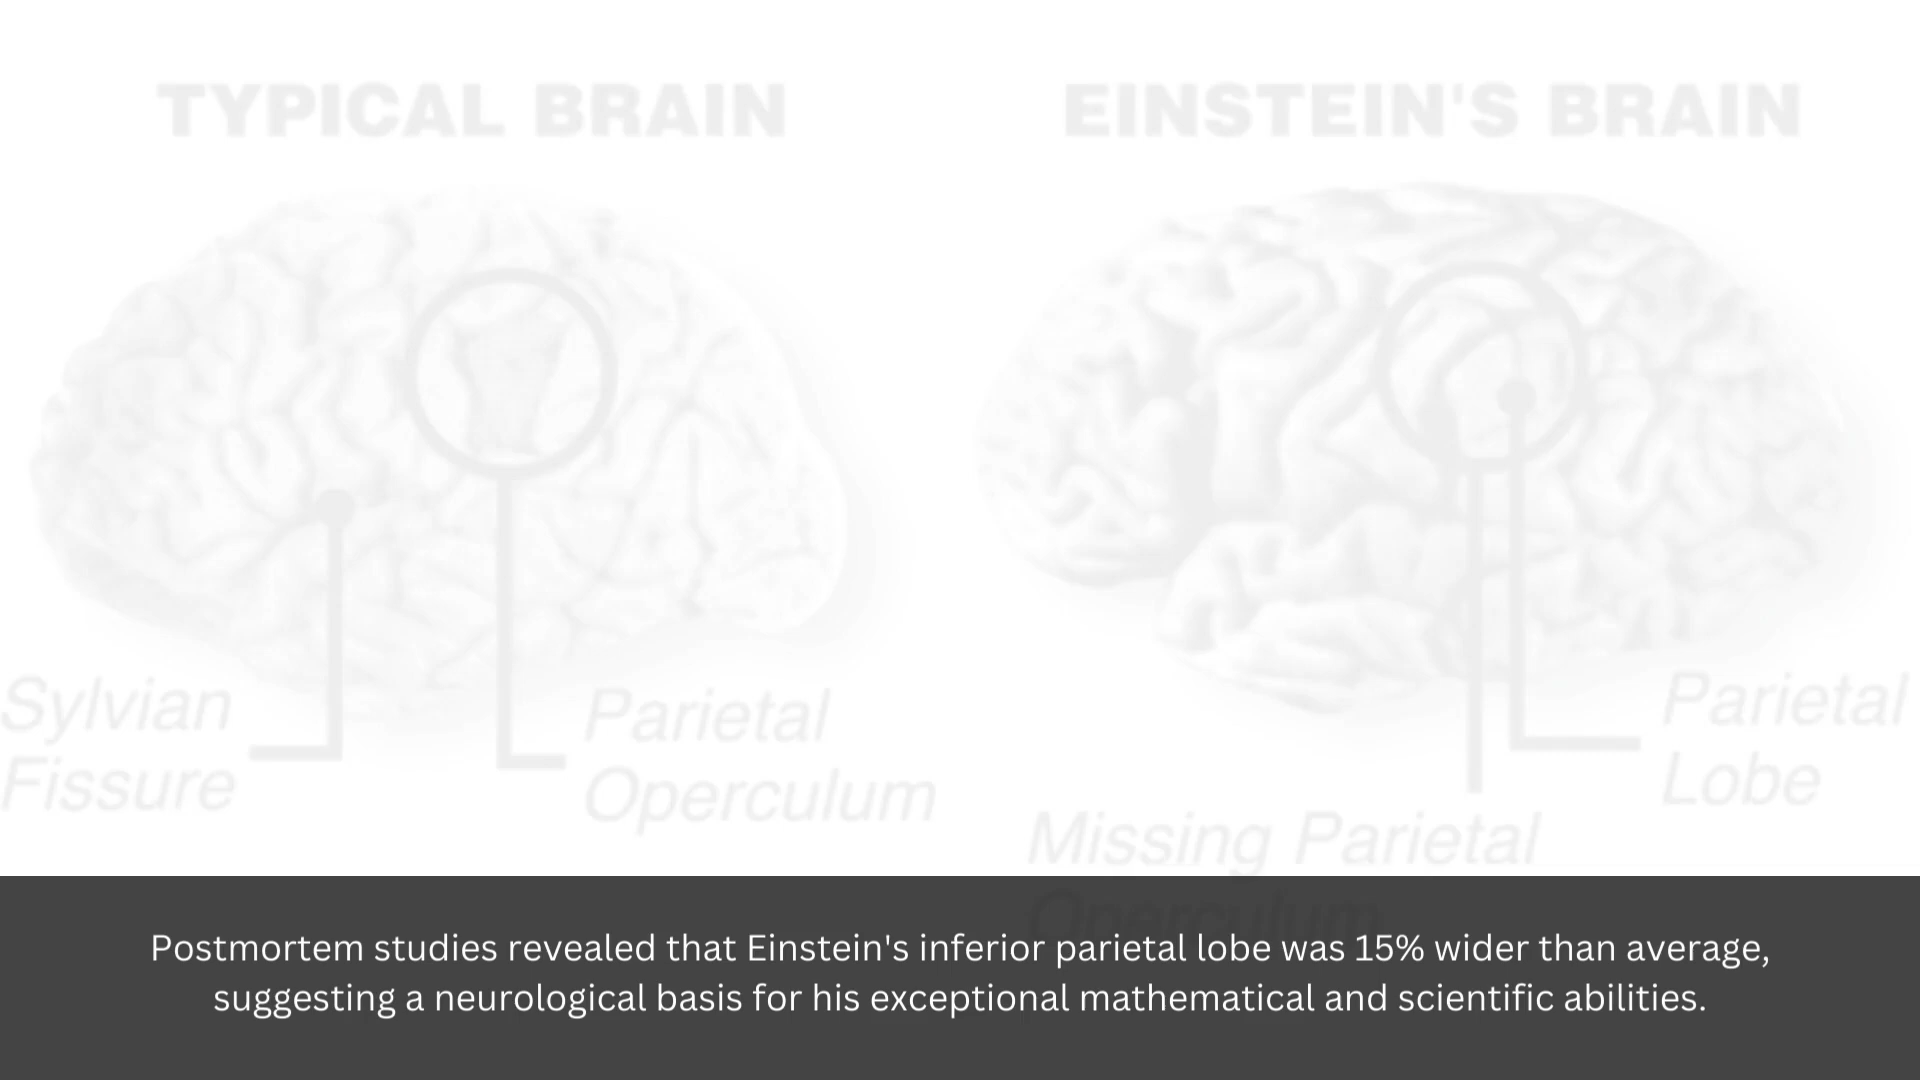 TYPICAL BRAIN
EINSTEIN'S BRAIN
Sylvian
Fissure
Parietal
Operculum
Missing Parietal
Operculum
Parietal
Lobe
Postmortem studies revealed that Einstein's inferior parietal lobe was 15% wider than average,
suggesting a neurological basis for his exceptional mathematical and scientific abilities.